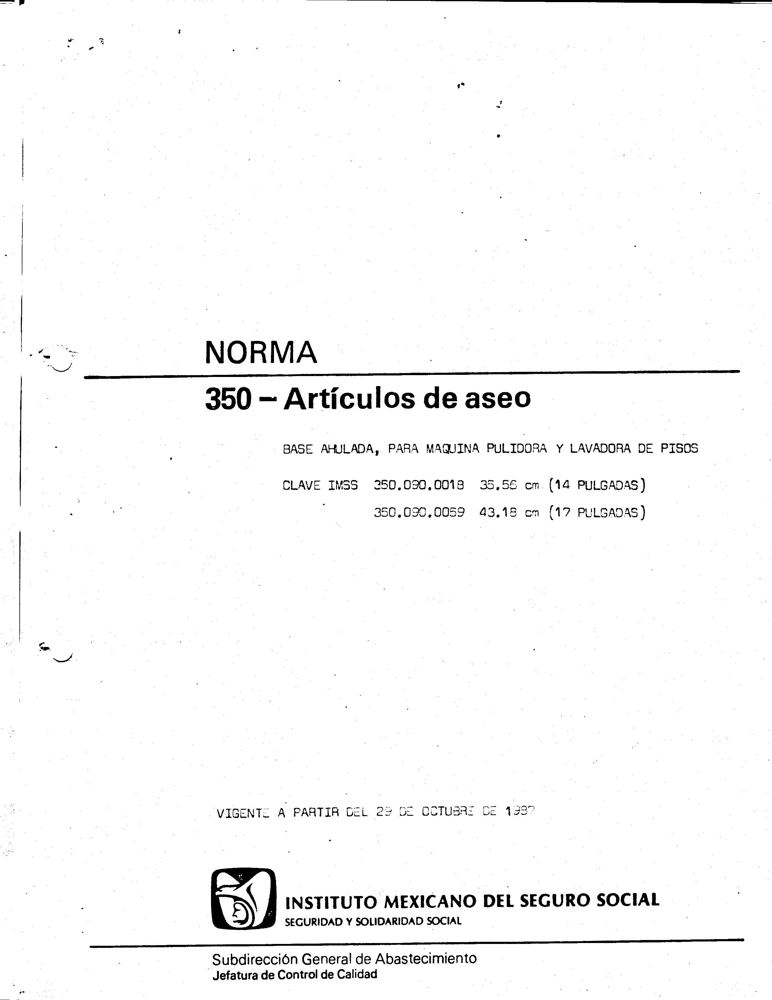 NORMA
350 – Artículos de aseo
BASE AHULADA, PARA MAQUINA PULIDORA Y LAVADORA DE PISOS
CLAVE IMSS 350.090.0018 35.56 cm (14 PULGADAS)
350.090.0059 43.18 cm (17 PULGADAS)
VIGENTE A PARTIR DEL 29 DE OCTUBRE DE 1987
INSTITUTO MEXICANO DEL SEGURO SOCIAL
SEGURIDAD Y SOLIDARIDAD SOCIAL
Subdirección General de Abastecimiento
Jefatura de Control de Calidad